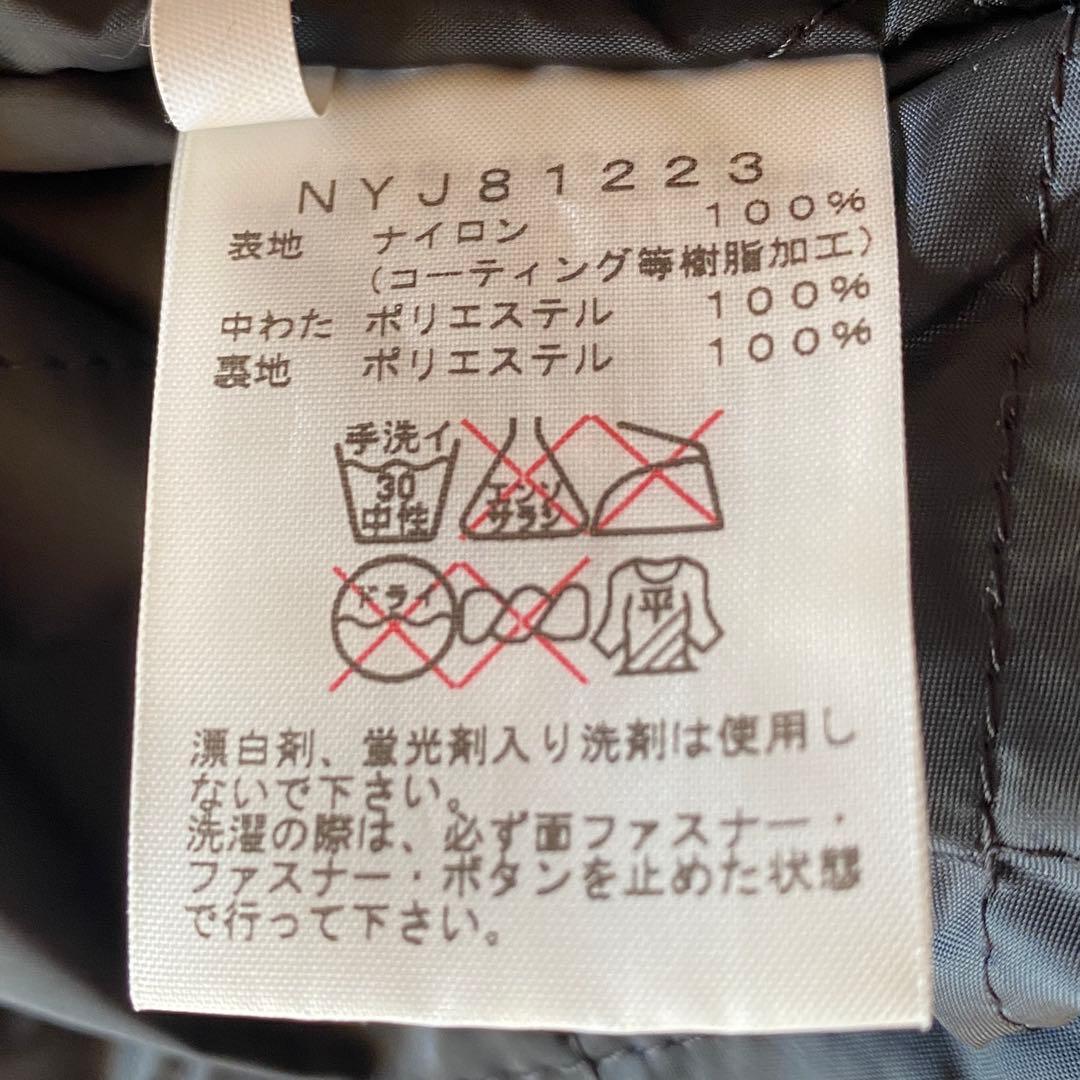 NYJ81223
表地 ナイロン 100%
(コーティング等樹脂加工)
中わた ポリエステル 100%
裏地 ポリエステル 100%
手洗イ
30
中性
エンソ
サラシ
ドライ
平
漂白剤、蛍光剤入り洗剤は使用し
ないで下さい。
洗濯の際は、必ず面ファスナー・
ファスナー・ボタンを止めた状態
で行って下さい。